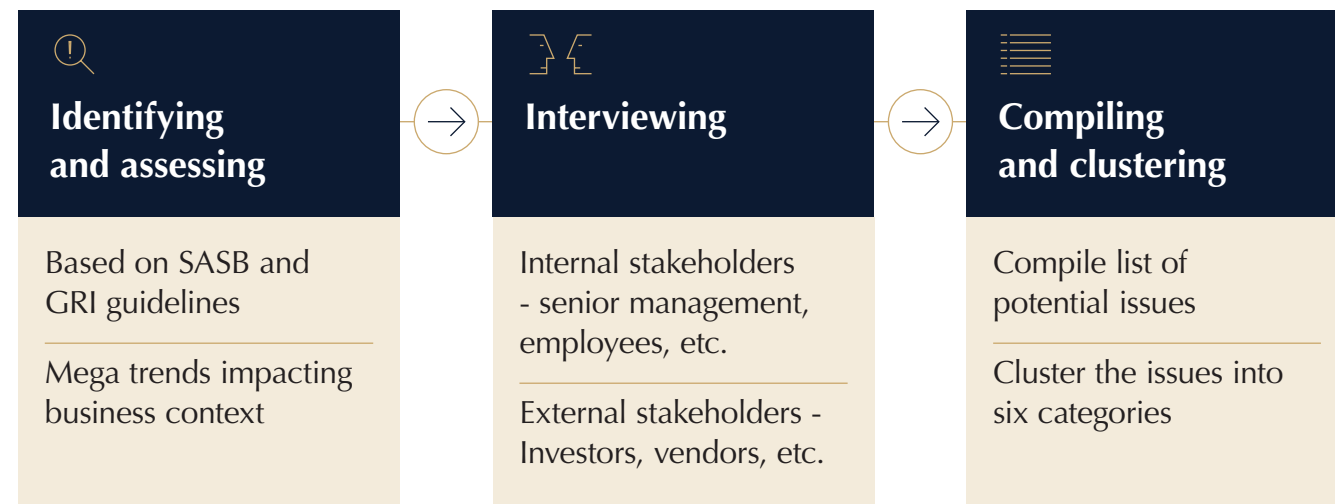 Identifying
and assessing
Based on SASB and
GRI guidelines
Mega trends impacting
business context
Interviewing
Internal stakeholders
- senior management,
employees, etc.
External stakeholders -
Investors, vendors, etc.
Compiling
and clustering
Compile list of
potential issues
Cluster the issues into
six categories